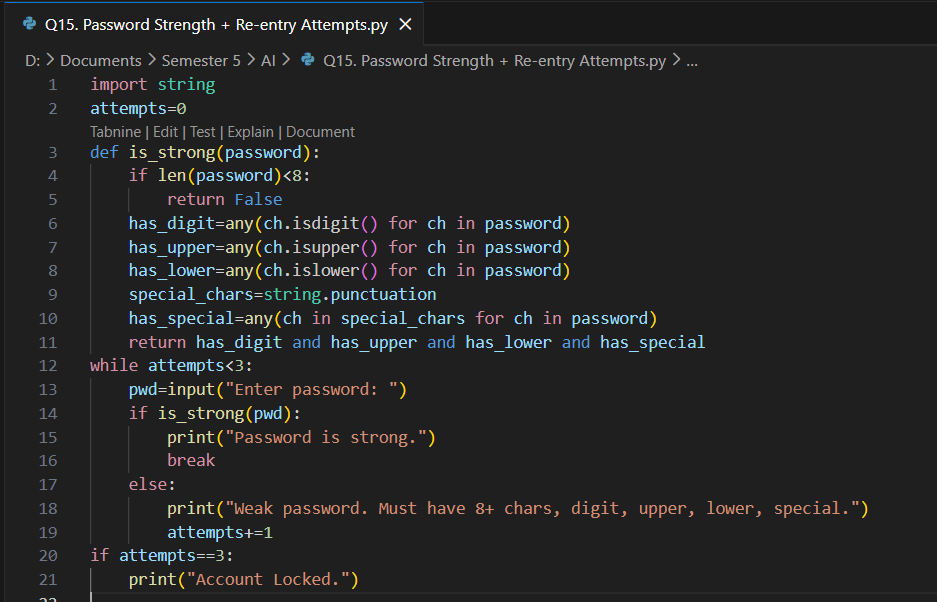 Q15. Password Strength + Re-entry Attempts.py ×
D: > Documents > Semester 5 > AI > Q15. Password Strength + Re-entry Attempts.py > ...
1 import string
2 attempts=0
Tabnine | Edit | Test | Explain | Document
3 def is_strong(password):
4     if len(password)<8:
5         return False
6     has_digit=any(ch.isdigit() for ch in password)
7     has_upper=any(ch.isupper() for ch in password)
8     has_lower=any(ch.islower() for ch in password)
9     special_chars=string.punctuation
10     has_special=any(ch in special_chars for ch in password)
11     return has_digit and has_upper and has_lower and has_special
12 while attempts<3:
13     pwd=input("Enter password: ")
14     if is_strong(pwd):
15         print("Password is strong.")
16         break
17     else:
18         print("Weak password. Must have 8+ chars, digit, upper, lower, special.")
19         attempts+=1
20 if attempts==3:
21     print("Account Locked.")
22